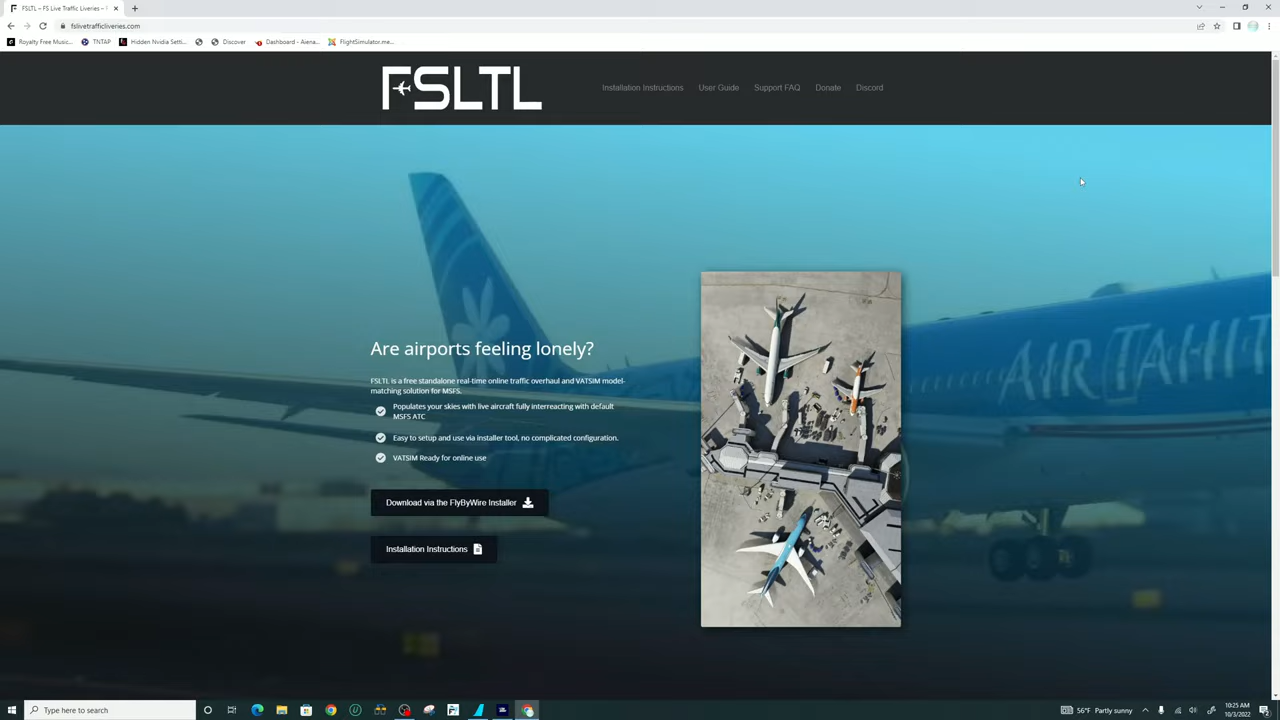 FSLTL – FS Live Traffic Liveries –
fslivetrafficliveries.com
Royalty Free Music...
TNTAP
Hidden Nvidia Setti...
Discover
Dashboard - Aiena...
FlightSimulator.me...
FSLTL
Installation Instructions
User Guide
Support FAQ
Donate
Discord
AIR TAHITI
Are airports feeling lonely?
FSLTL is a free standalone real-time online traffic overhaul and VATSIM model-
matching solution for MSFS.
Populates your skies with live aircraft fully interreacting with default
MSFS ATC
Easy to setup and use via installer tool, no complicated configuration.
VATSIM Ready for online use
Download via the FlyByWire Installer
Installation Instructions
Type here to search
56°F Partly sunny
10:25 AM
10/3/2022